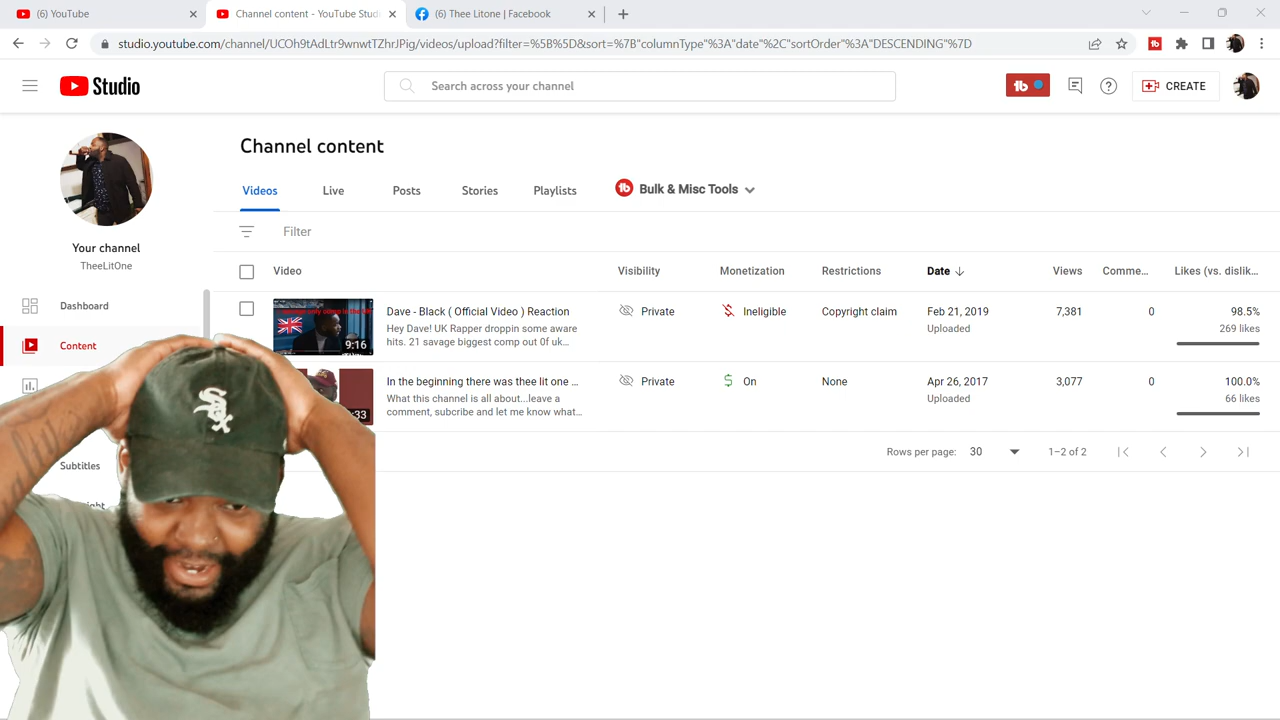 (6) YouTube
Channel content - YouTube Stud
(6) Thee Litone | Facebook
studio.youtube.com/channel/UCOh9tAdLtr9wnwtTZhrJPig/videos/upload?filter=%5B%5D&sort=%7B"columnType"%3A"date"%2C"sortOrder"%3A"DESCENDING"%7D
Studio
Search across your channel
CREATE
Channel content
Videos Live Posts Stories Playlists Bulk & Misc Tools
Filter
Your channel
TheeLitOne
Dashboard
Content
Subtitles
Video Visibility Monetization Restrictions Date Views Comme... Likes (vs. dislik...
Dave - Black ( Official Video ) Reaction Private Ineligible Copyright claim Feb 21, 2019 7,381 0 98.5%
Hey Dave! UK Rapper droppin some aware Uploaded 269 likes
hits. 21 savage biggest comp out 0f uk...
9:16
In the beginning there was thee lit one ... Private On None Apr 26, 2017 3,077 0 100.0%
What this channel is all about...leave a Uploaded 66 likes
comment, subcribe and let me know what...
:33
Rows per page: 30 1–2 of 2